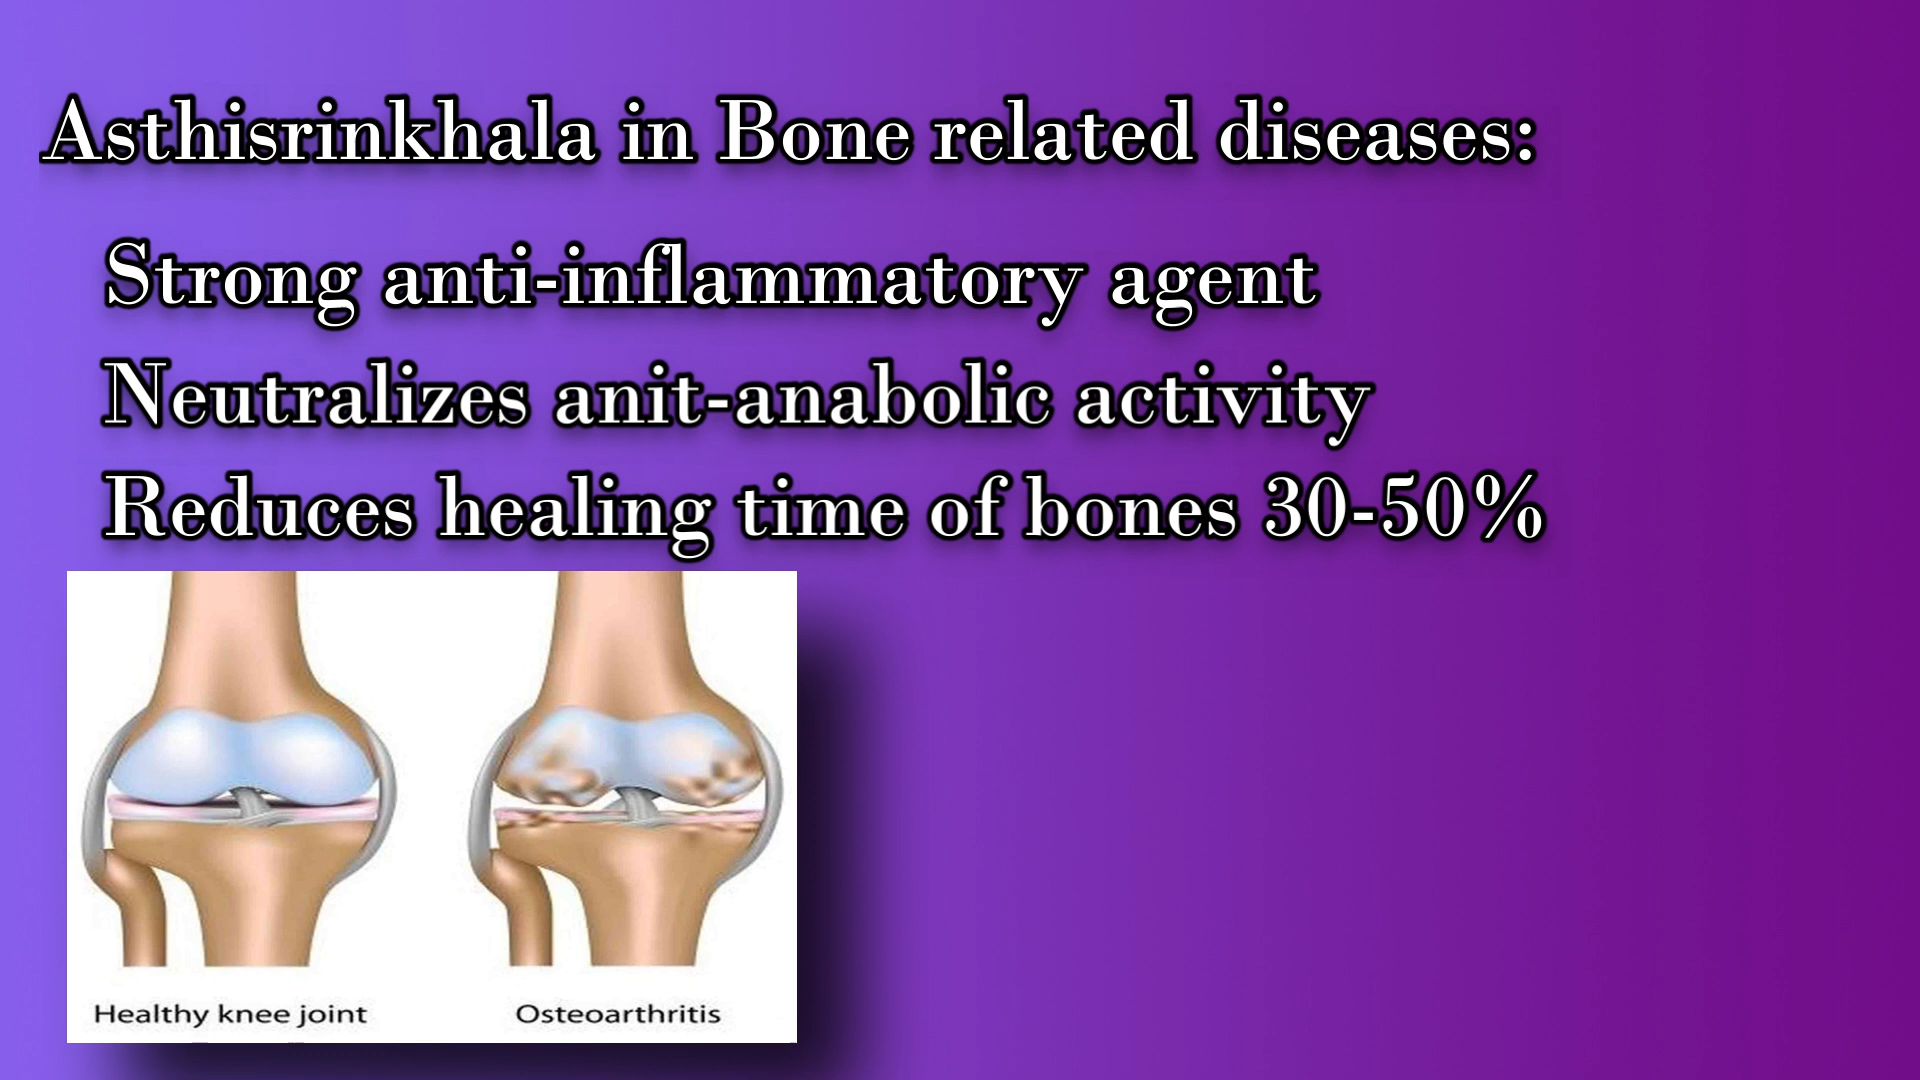 Asthisrinkhala in Bone related diseases:
Strong anti-inflammatory agent
Neutralizes anit-anabolic activity
Reduces healing time of bones 30-50%
Healthy knee joint
Osteoarthritis